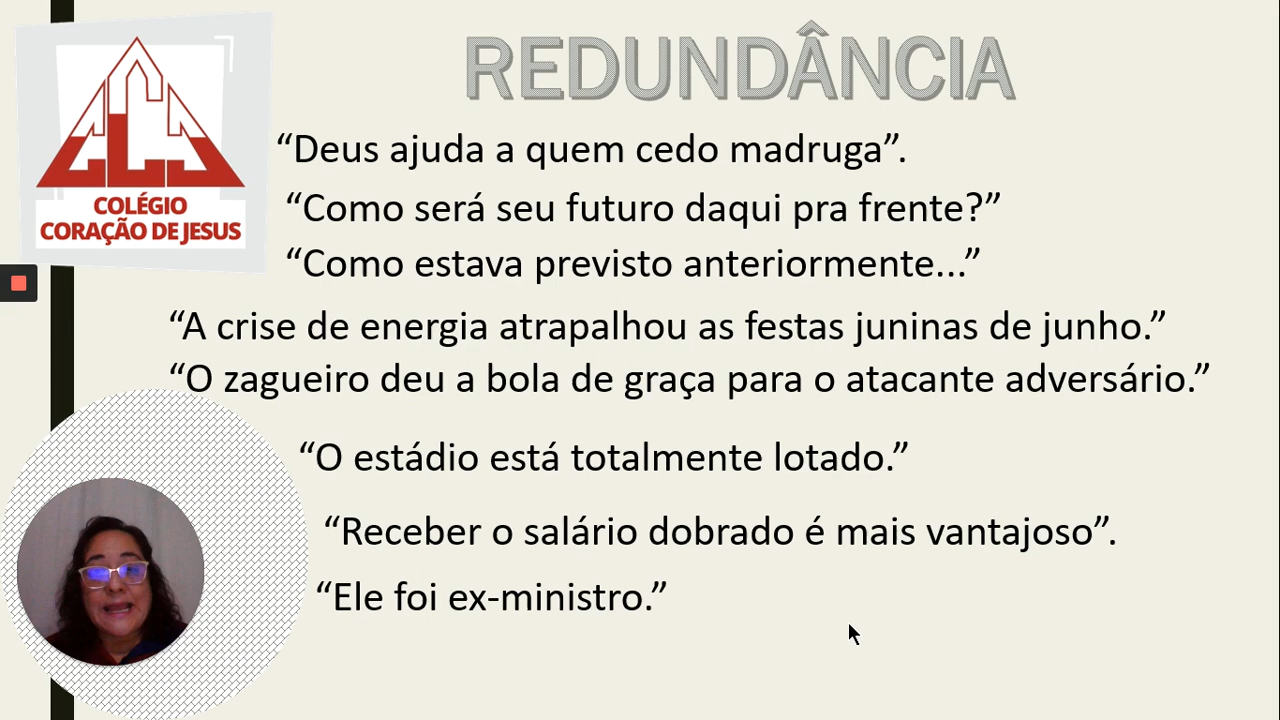 REDUNDÂNCIA
COLÉGIO
CORAÇÃO DE JESUS
“Deus ajuda a quem cedo madruga”.
“Como será seu futuro daqui pra frente?”
“Como estava previsto anteriormente...”
“A crise de energia atrapalhou as festas juninas de junho.”
“O zagueiro deu a bola de graça para o atacante adversário.”
“O estádio está totalmente lotado.”
“Receber o salário dobrado é mais vantajoso”.
“Ele foi ex-ministro.”